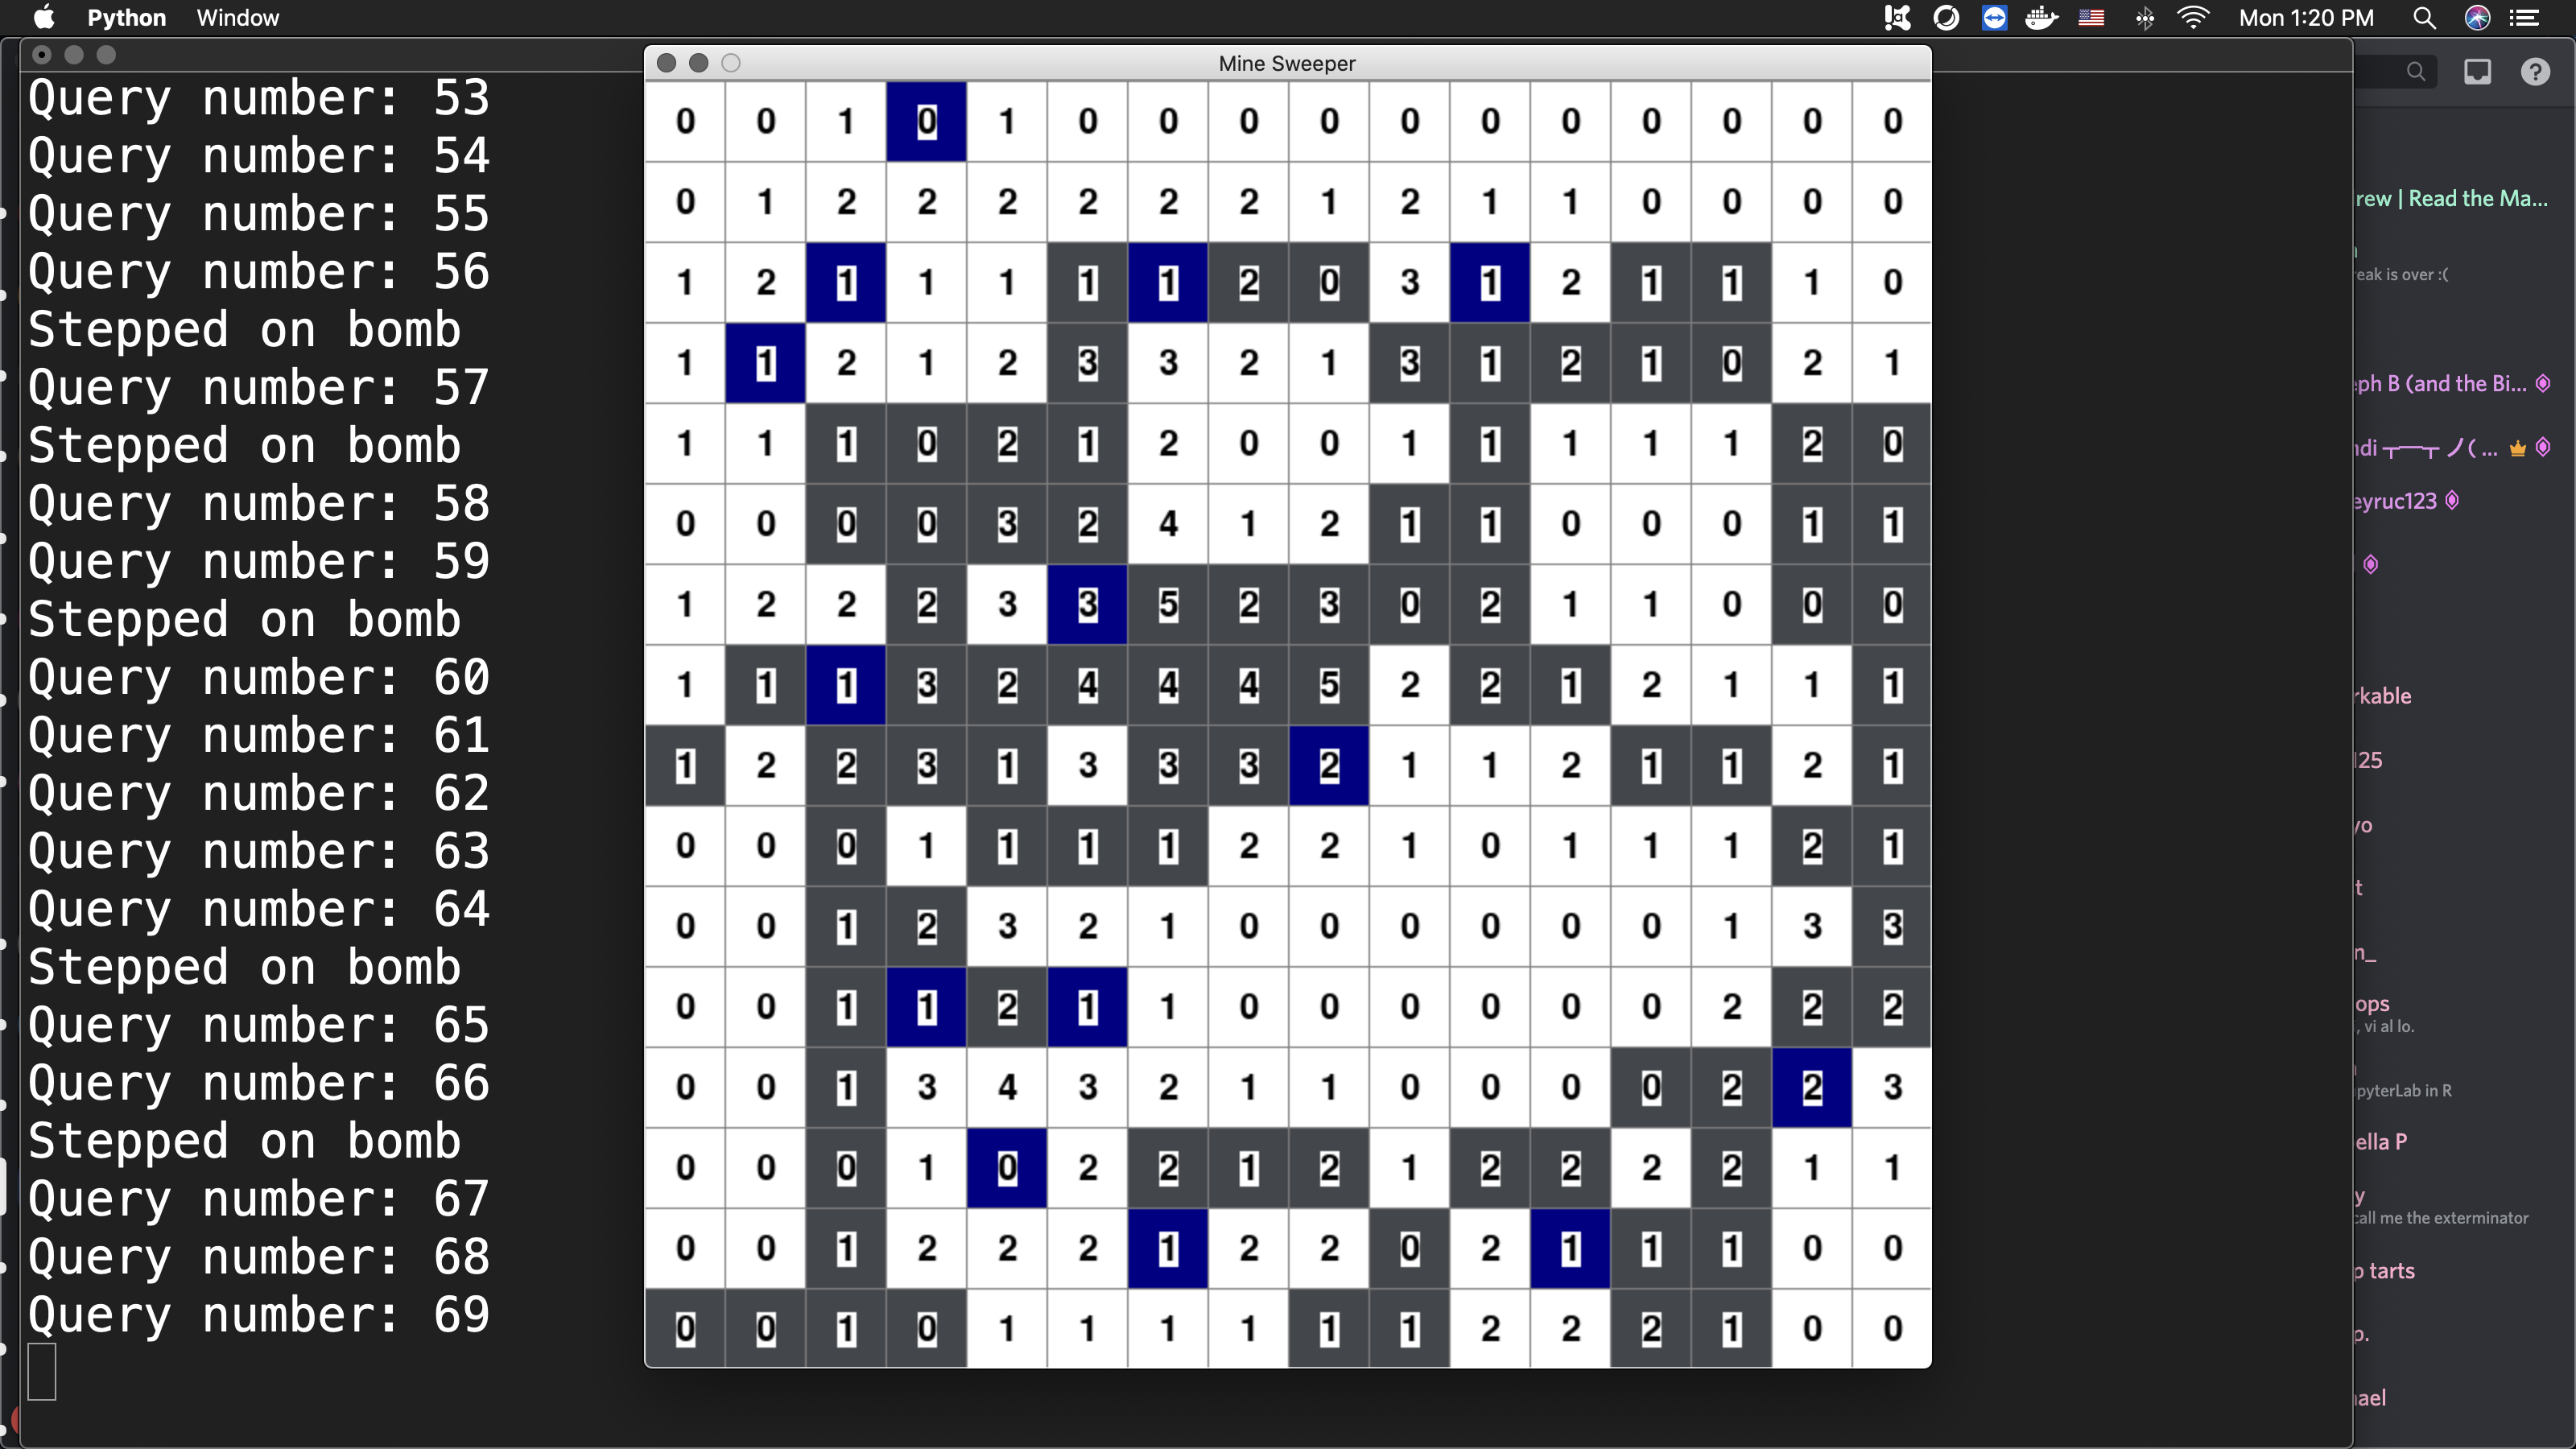 Python Window
Mon 1:20 PM
Query number: 53
Query number: 54
Query number: 55
Query number: 56
Stepped on bomb
Query number: 57
Stepped on bomb
Query number: 58
Query number: 59
Stepped on bomb
Query number: 60
Query number: 61
Query number: 62
Query number: 63
Query number: 64
Stepped on bomb
Query number: 65
Query number: 66
Stepped on bomb
Query number: 67
Query number: 68
Query number: 69
Mine Sweeper
0 0 1 0 1 0 0 0 0 0 0 0 0 0 0 0
0 1 2 2 2 2 2 2 1 2 1 1 0 0 0 0
1 2 1 1 1 1 1 2 0 3 1 2 1 1 1 0
1 1 2 1 2 3 3 2 1 3 1 2 1 0 2 1
1 1 1 0 2 1 2 0 0 1 1 1 1 1 2 0
0 0 0 0 3 2 4 1 2 1 1 0 0 0 1 1
1 2 2 2 3 3 5 2 3 0 2 1 1 0 0 0
1 1 1 3 2 4 4 4 5 2 2 1 2 1 1 1
1 2 2 3 1 3 3 3 2 1 1 2 1 1 2 1
0 0 0 1 1 1 1 2 2 1 0 1 1 1 2 1
0 0 1 2 3 2 1 0 0 0 0 0 0 1 3 3
0 0 1 1 2 1 1 0 0 0 0 0 0 2 2 2
0 0 1 3 4 3 2 1 1 0 0 0 0 2 2 3
0 0 0 1 0 2 2 1 2 1 2 2 2 2 1 1
0 0 1 2 2 2 1 2 2 0 2 1 1 1 0 0
0 0 1 0 1 1 1 1 1 1 2 2 2 1 0 0
?
rew | Read the Ma...
eak is over :(
eph B (and the Bi...
ndi ┬─┬ ノ( ...
eyruc123
rkable
125
yo
t
n_
ops
, vi al lo.
pyterLab in R
ella P
y
call me the exterminator
p tarts
p.
ael